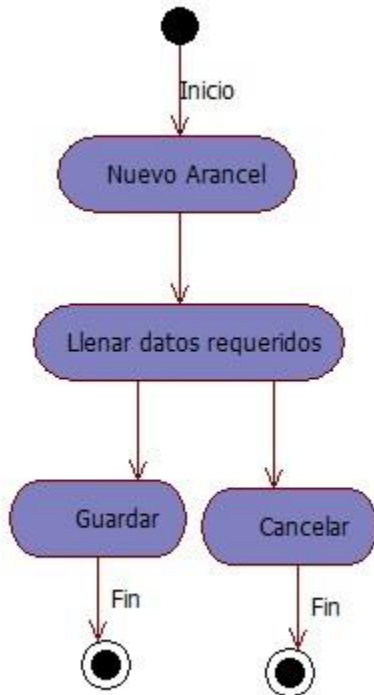 Inicio
Nuevo Arancel
Llenar datos requeridos
Guardar
Cancelar
Fin
Fin